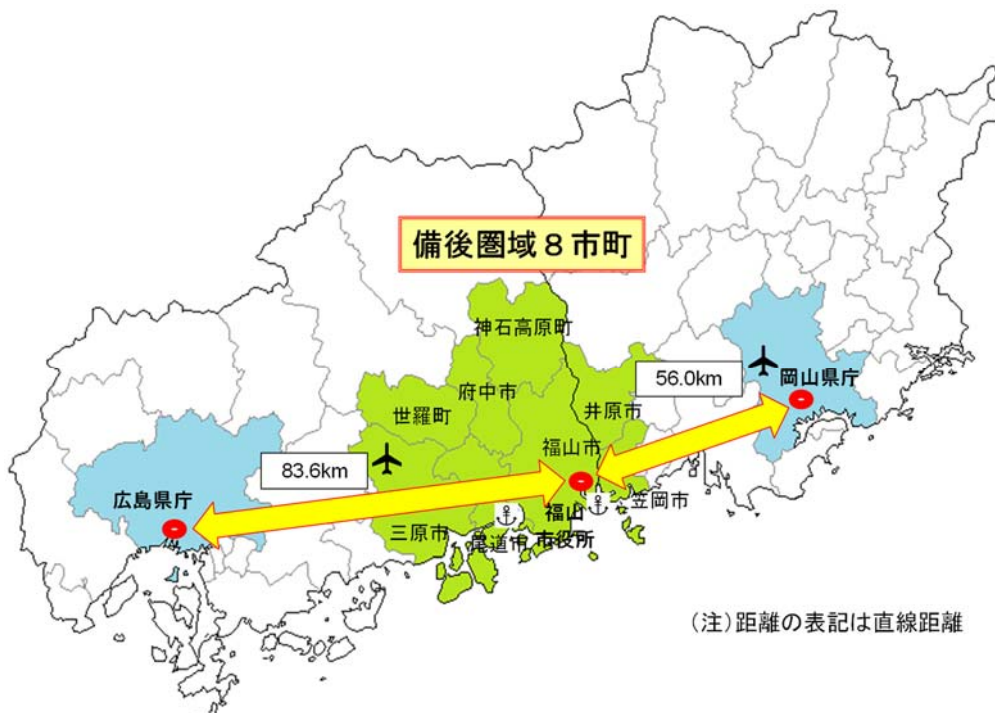 備後圏域8市町
神石高原町
56.0km
岡山県庁
府中市
世羅町
井原市
福山市
83.6km
広島県庁
笠岡市
福山
市役所
三原市
尾道市
(注)距離の表記は直線距離